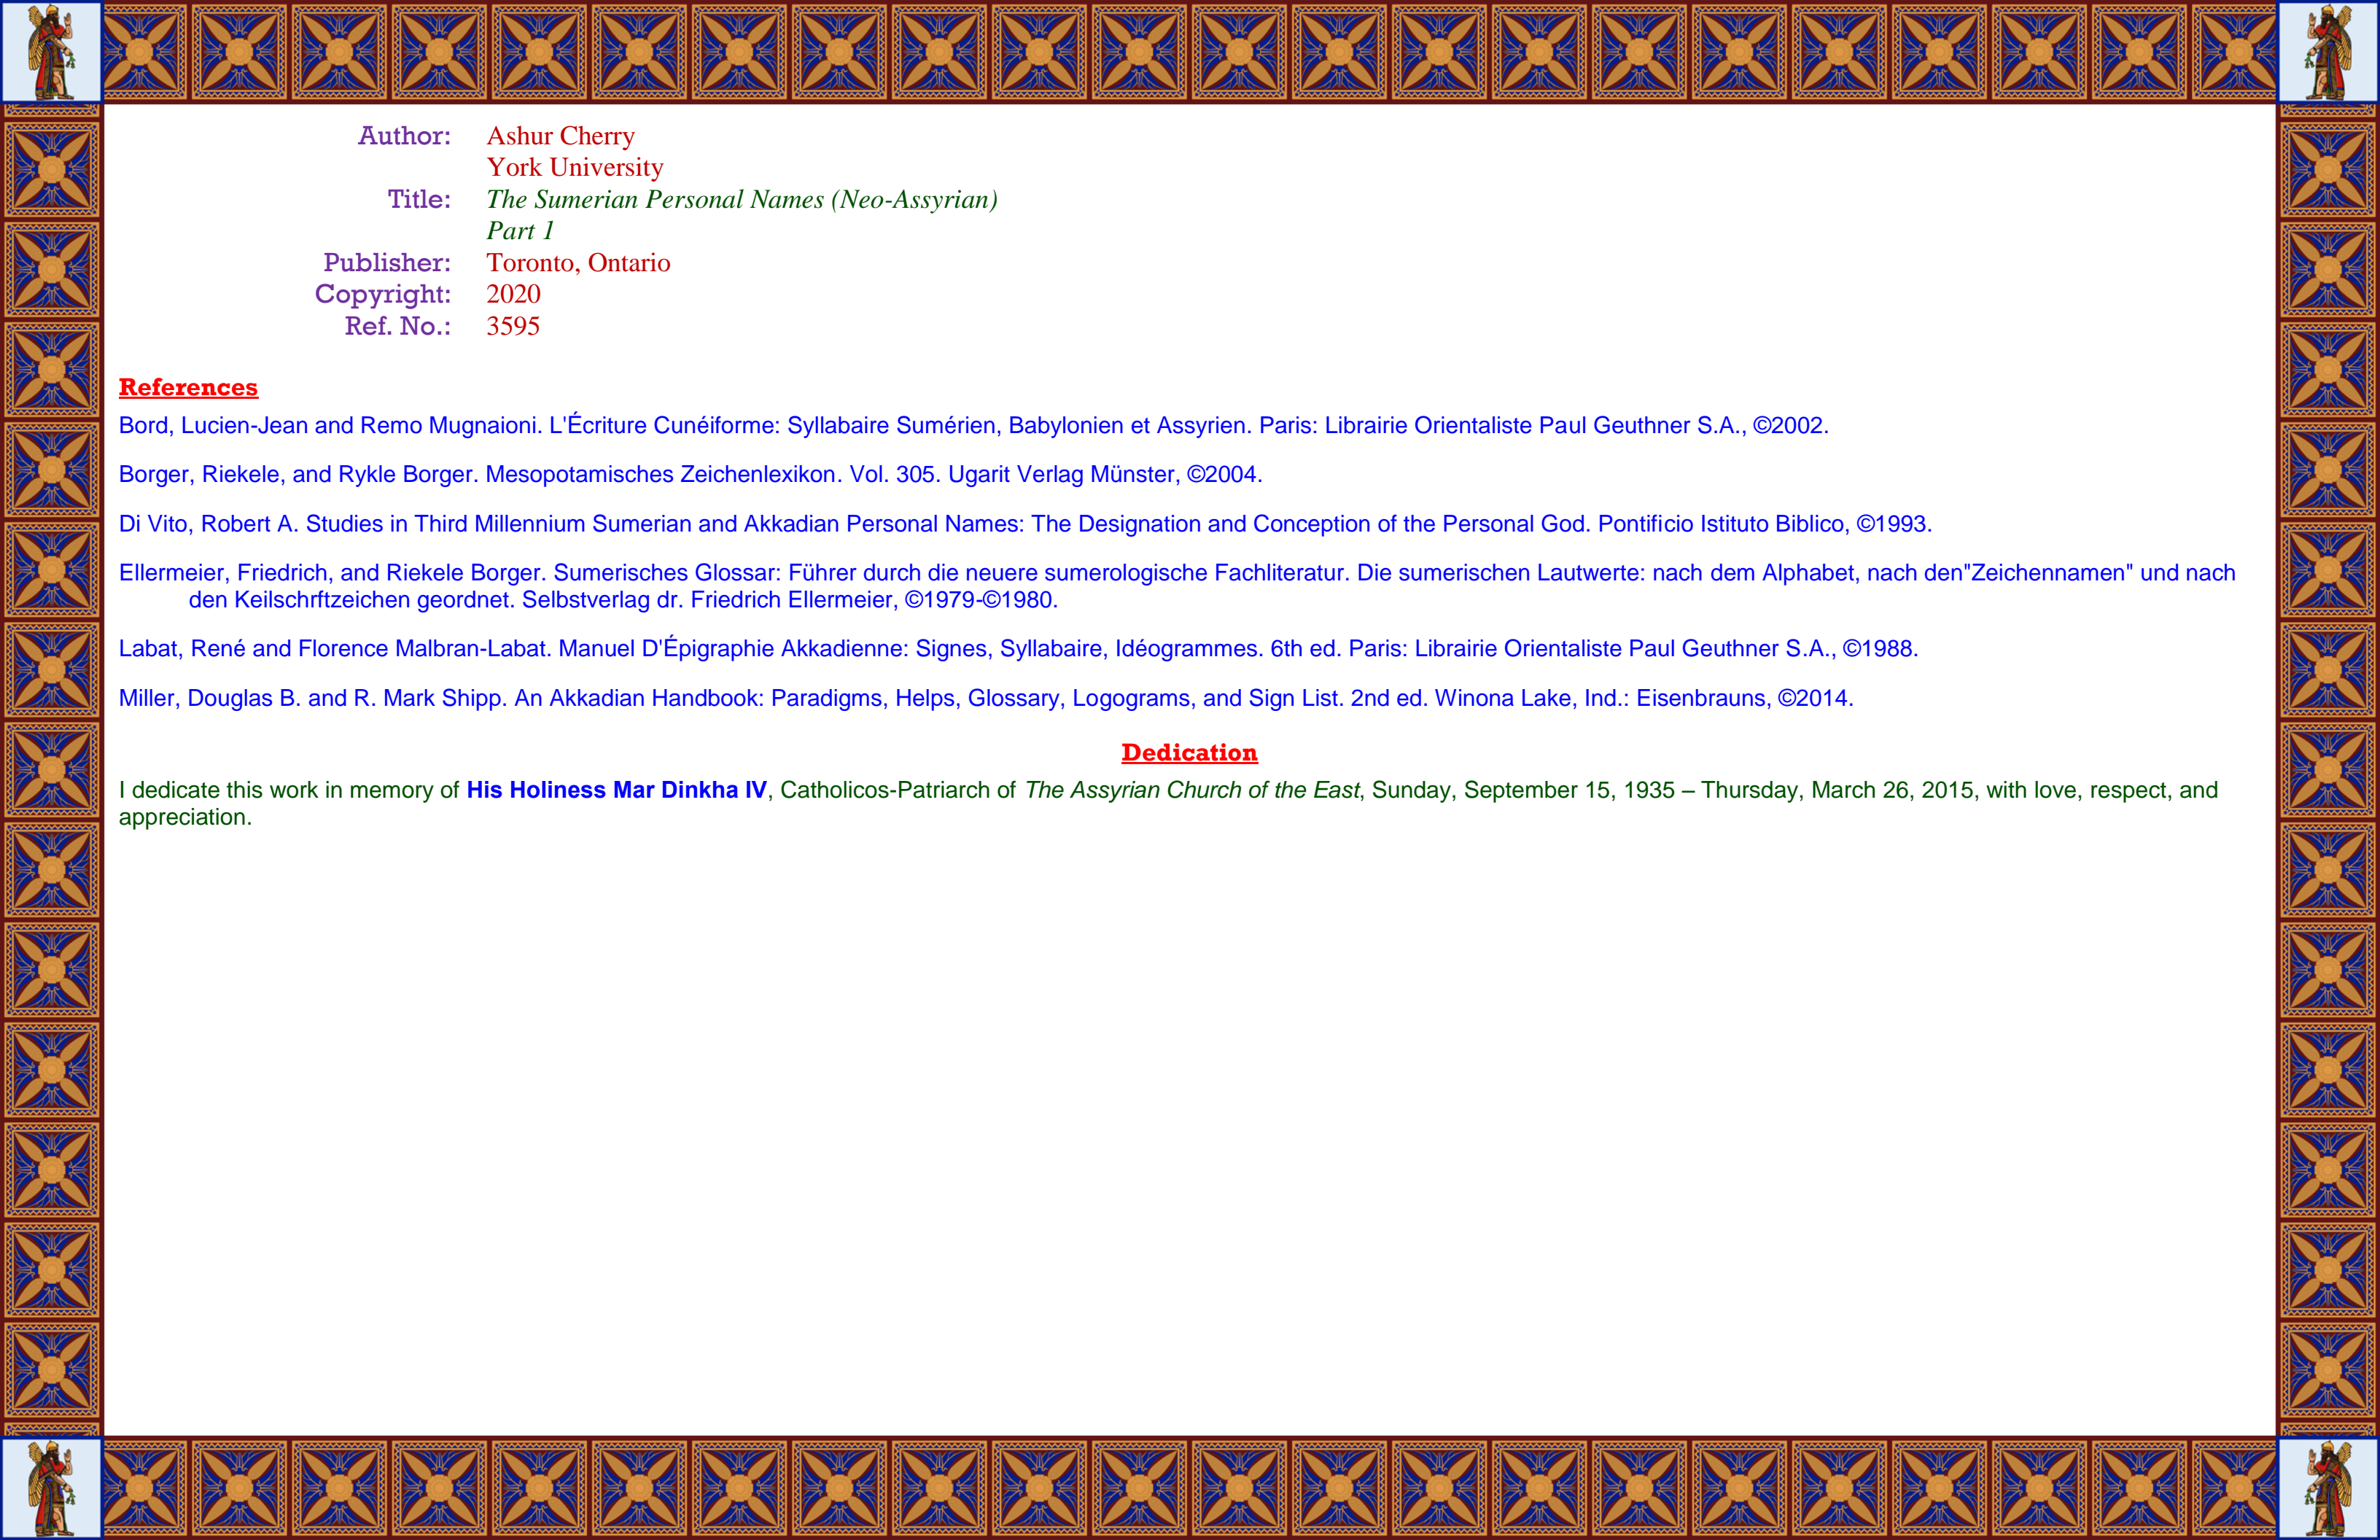 Author: Ashur Cherry
York University
Title: The Sumerian Personal Names (Neo-Assyrian)
Part 1
Publisher: Toronto, Ontario
Copyright: 2020
Ref. No.: 3595
References
Bord, Lucien-Jean and Remo Mugnaioni. L'Écriture Cunéiforme: Syllabaire Sumérien, Babylonien et Assyrien. Paris: Librairie Orientaliste Paul Geuthner S.A., ©2002.
Borger, Riekele, and Rykle Borger. Mesopotamisches Zeichenlexikon. Vol. 305. Ugarit Verlag Münster, ©2004.
Di Vito, Robert A. Studies in Third Millennium Sumerian and Akkadian Personal Names: The Designation and Conception of the Personal God. Pontificio Istituto Biblico, ©1993.
Ellermeier, Friedrich, and Riekele Borger. Sumerisches Glossar: Führer durch die neuere sumerologische Fachliteratur. Die sumerischen Lautwerte: nach dem Alphabet, nach den"Zeichennamen" und nach
den Keilschrftzeichen geordnet. Selbstverlag dr. Friedrich Ellermeier, ©1979-©1980.
Labat, René and Florence Malbran-Labat. Manuel D'Épigraphie Akkadienne: Signes, Syllabaire, Idéogrammes. 6th ed. Paris: Librairie Orientaliste Paul Geuthner S.A., ©1988.
Miller, Douglas B. and R. Mark Shipp. An Akkadian Handbook: Paradigms, Helps, Glossary, Logograms, and Sign List. 2nd ed. Winona Lake, Ind.: Eisenbrauns, ©2014.
Dedication
I dedicate this work in memory of His Holiness Mar Dinkha IV, Catholicos-Patriarch of The Assyrian Church of the East, Sunday, September 15, 1935 – Thursday, March 26, 2015, with love, respect, and
appreciation.